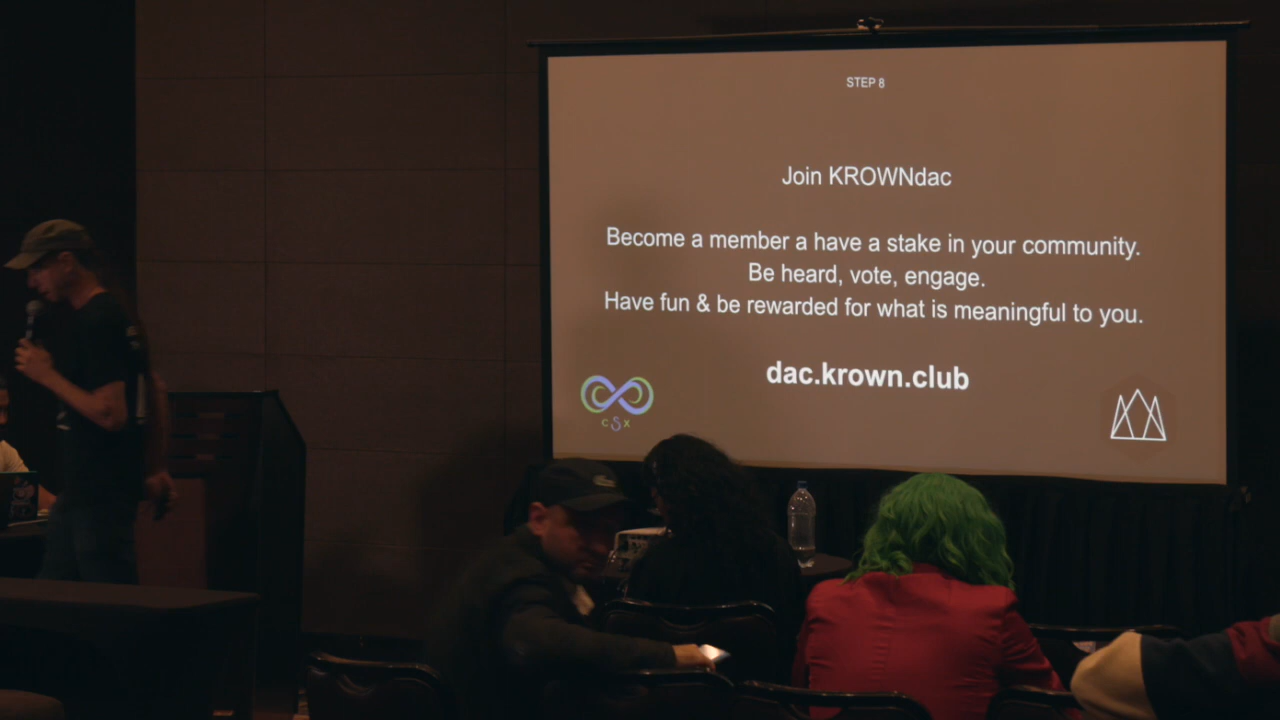 STEP 8
Join KROWNdac
Become a member a have a stake in your community.
Be heard, vote, engage.
Have fun & be rewarded for what is meaningful to you.
dac.krown.club
cSx